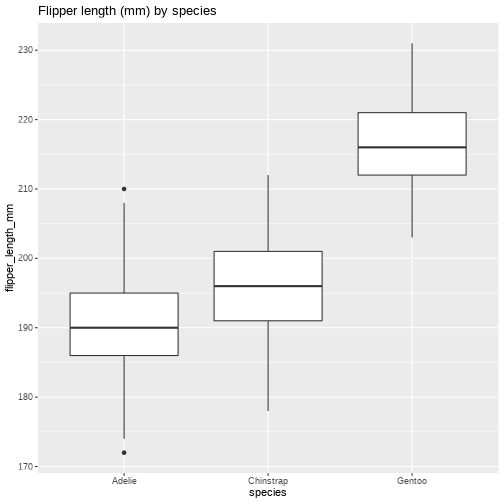 Flipper length (mm) by species
230
220
210
200
190
180
170
flipper_length_mm
Adelie
Chinstrap
Gentoo
species